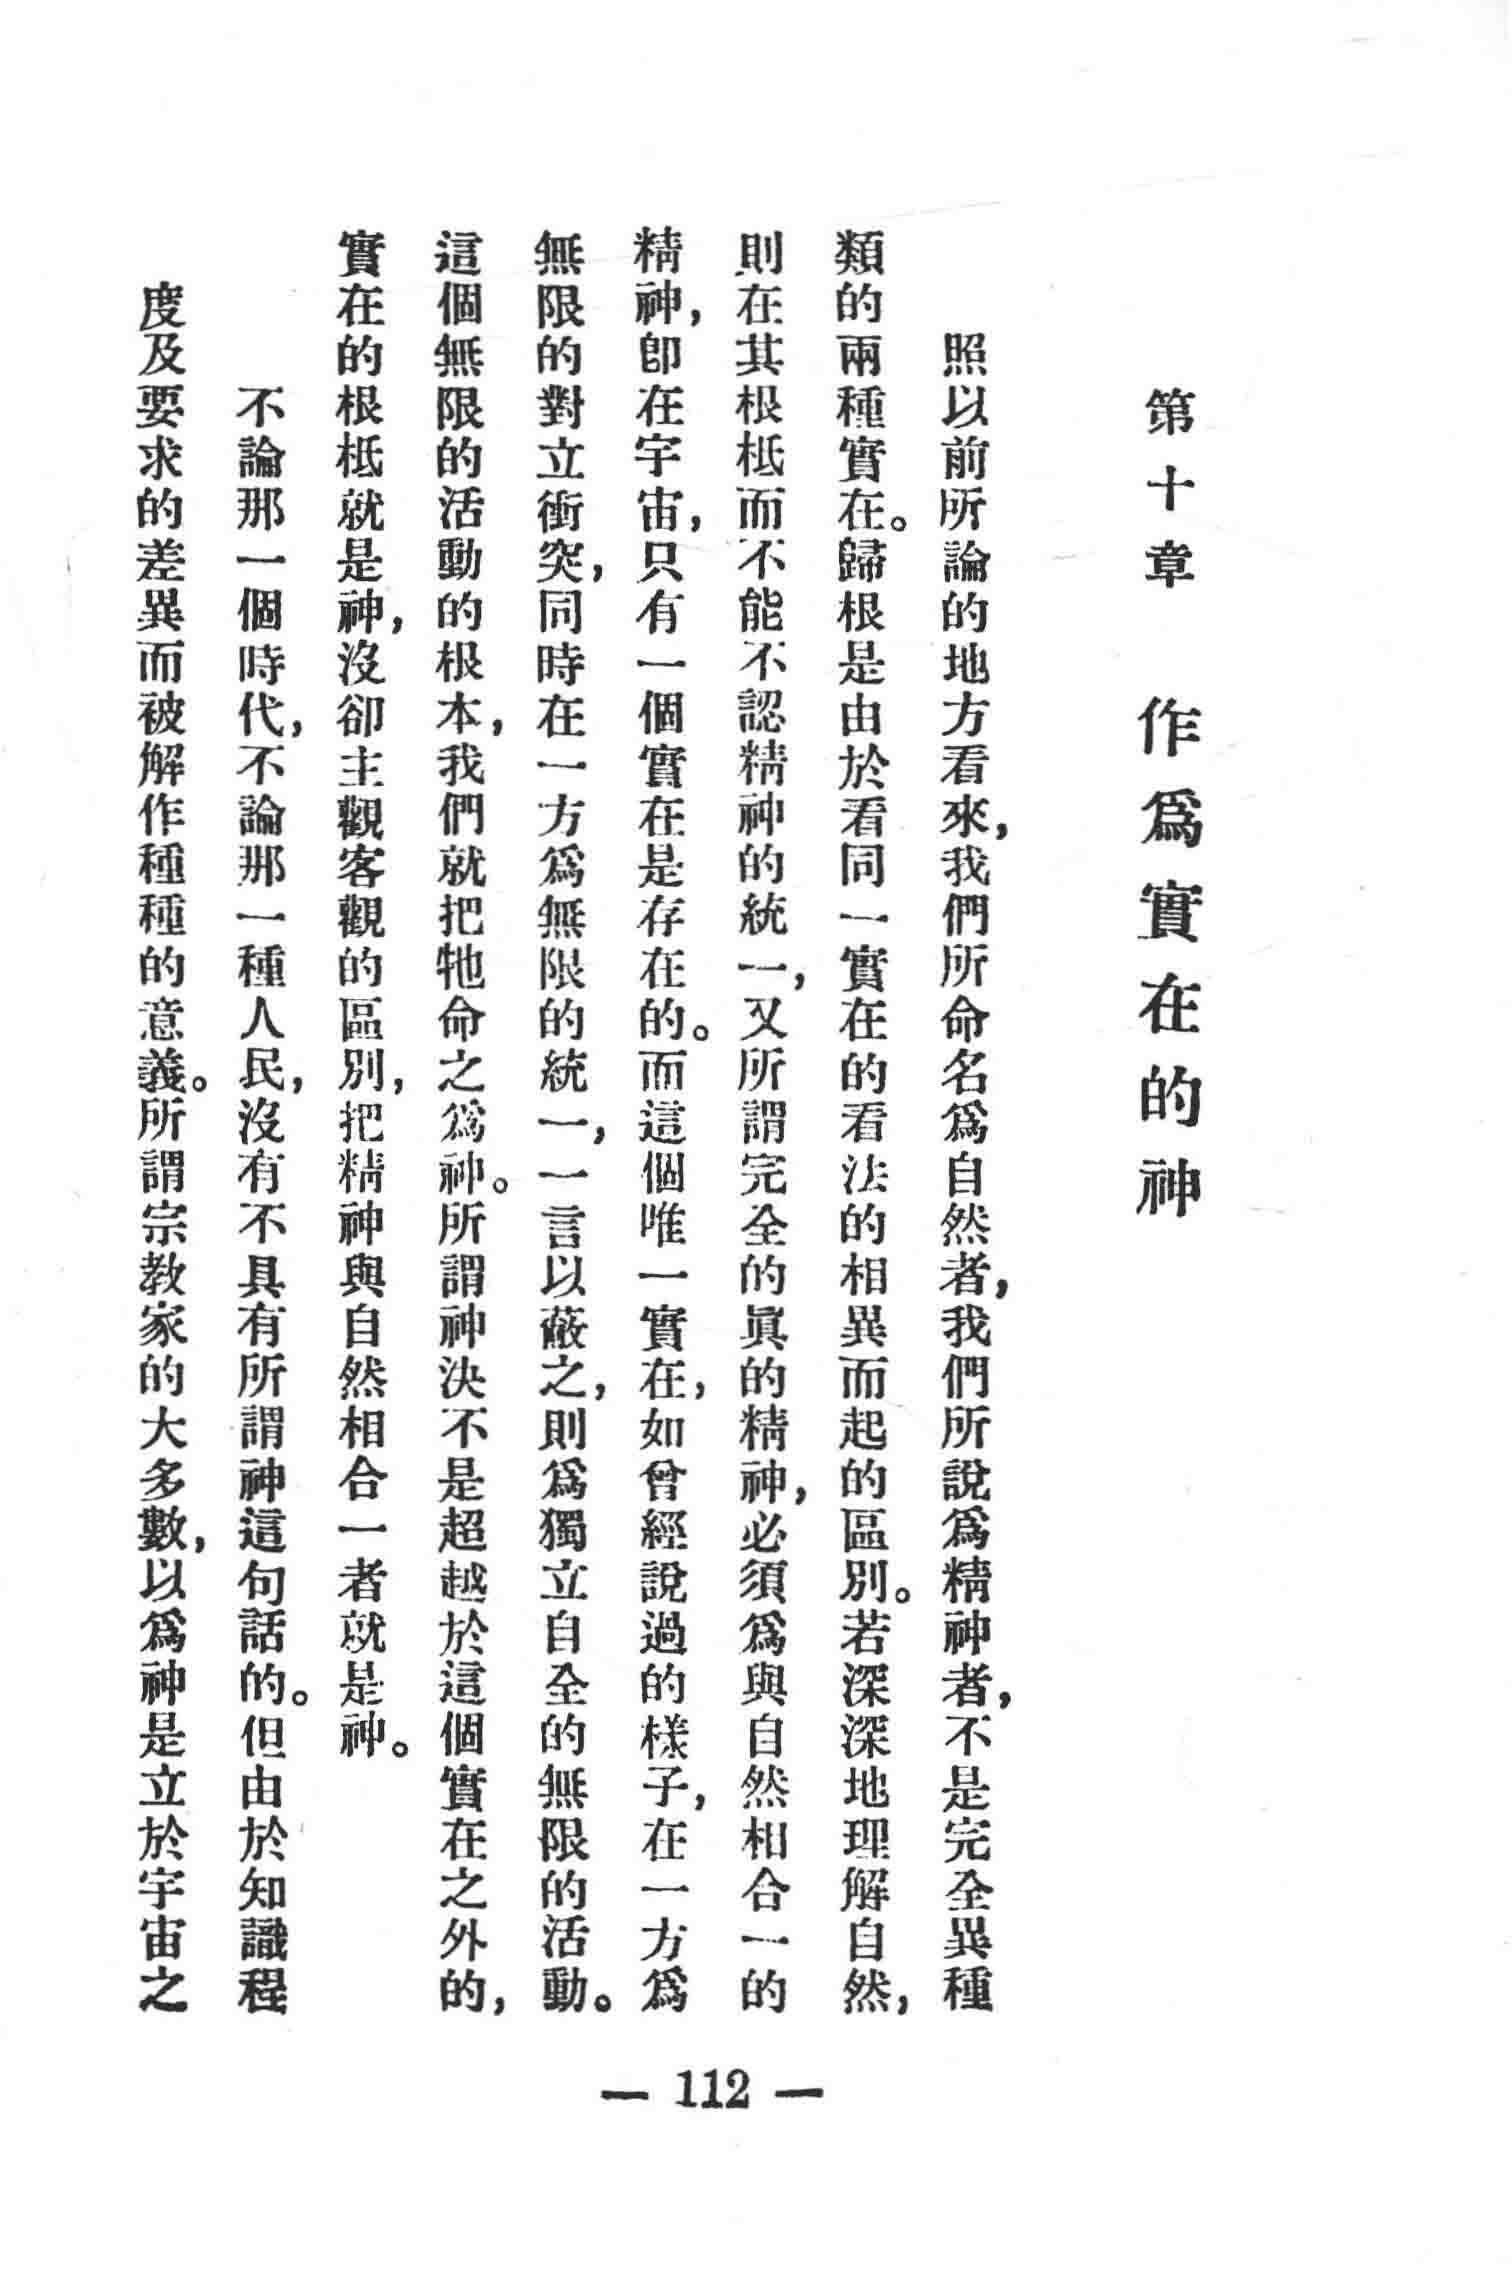 第十章　作爲實在的神
照以前所論的地方看來，我們所命名爲自然者，我們所說爲精神者，不是完全異種
類的兩種實在。歸根是由於看同一實在的看法的相異而起的區別。若深深地理解自然，
則在其根柢而不能不認精神的統一，又所謂完全的眞的精神，必須爲與自然相合一的
精神，卽在宇宙，只有一個實在是存在的。而這個唯一實在，如曾經說過的樣子，在一方爲
無限的對立衝突，同時在一方爲無限的統一，一言以蔽之，則爲獨立自全的無限的活動。
這個無限的活動的根本，我們就把牠命之爲神。所謂神決不是超越於這個實在之外的，
實在的根柢就是神，沒卻主觀客觀的區別，把精神與自然相合一者就是神。
不論那一個時代，不論那一種人民，沒有不具有所謂神這句話的。但由於知識程
度及要求的差異而被解作種種的意義。所謂宗教家的大多數，以爲神是立於宇宙之
— 112 —